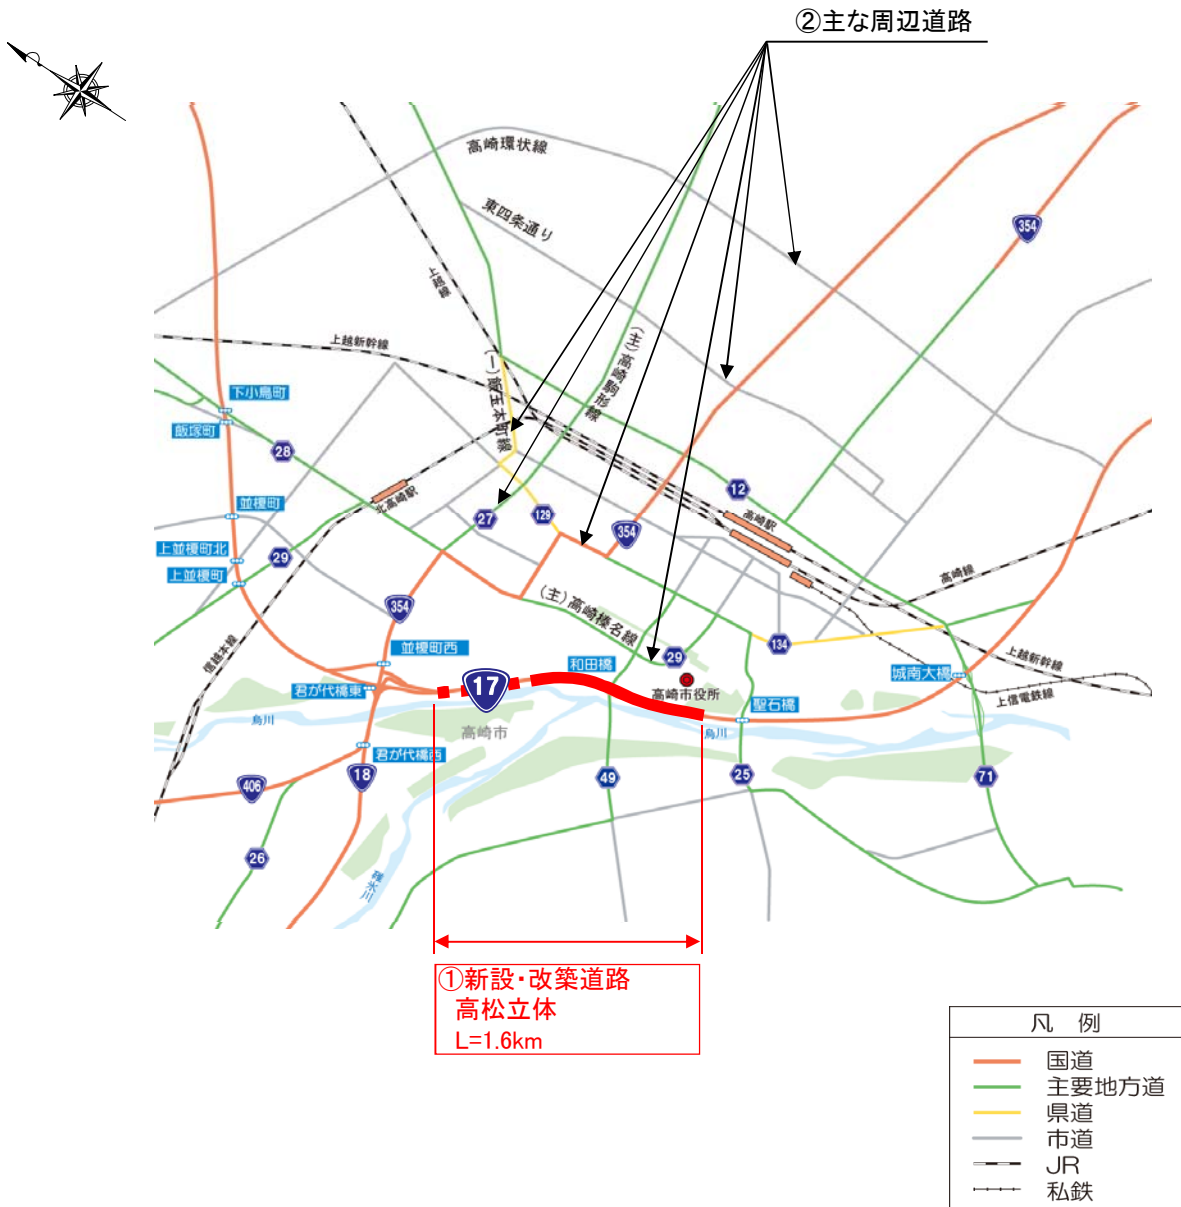 ②主な周辺道路
高崎環状線
東四条通り
354
上越線
上越新幹線
(一)飯玉本町線
(主)高崎駒形線
下小鳥町
飯塚町
28
北高崎駅
並榎町
27
129
12
高崎駅
354
上並榎町北
29
上並榎町
高崎線
354
(主)高崎榛名線
信越本線
並榎町西
和田橋
29
134
上越新幹線
君が代橋東
17
高崎市役所
城南大橋
上信電鉄線
烏川
高崎市
聖石橋
烏川
君が代橋西
406
18
49
25
71
26
碓氷川
①新設・改築道路
高松立体
L=1.6km
凡 例
国道
主要地方道
県道
市道
JR
私鉄